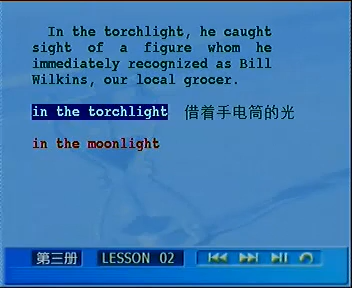 In the torchlight, he caught
sight of a figure whom he
immediately recognized as Bill
Wilkins, our local grocer.
in the torchlight 借着手电筒的光
in the moonlight
第三册 LESSON 02